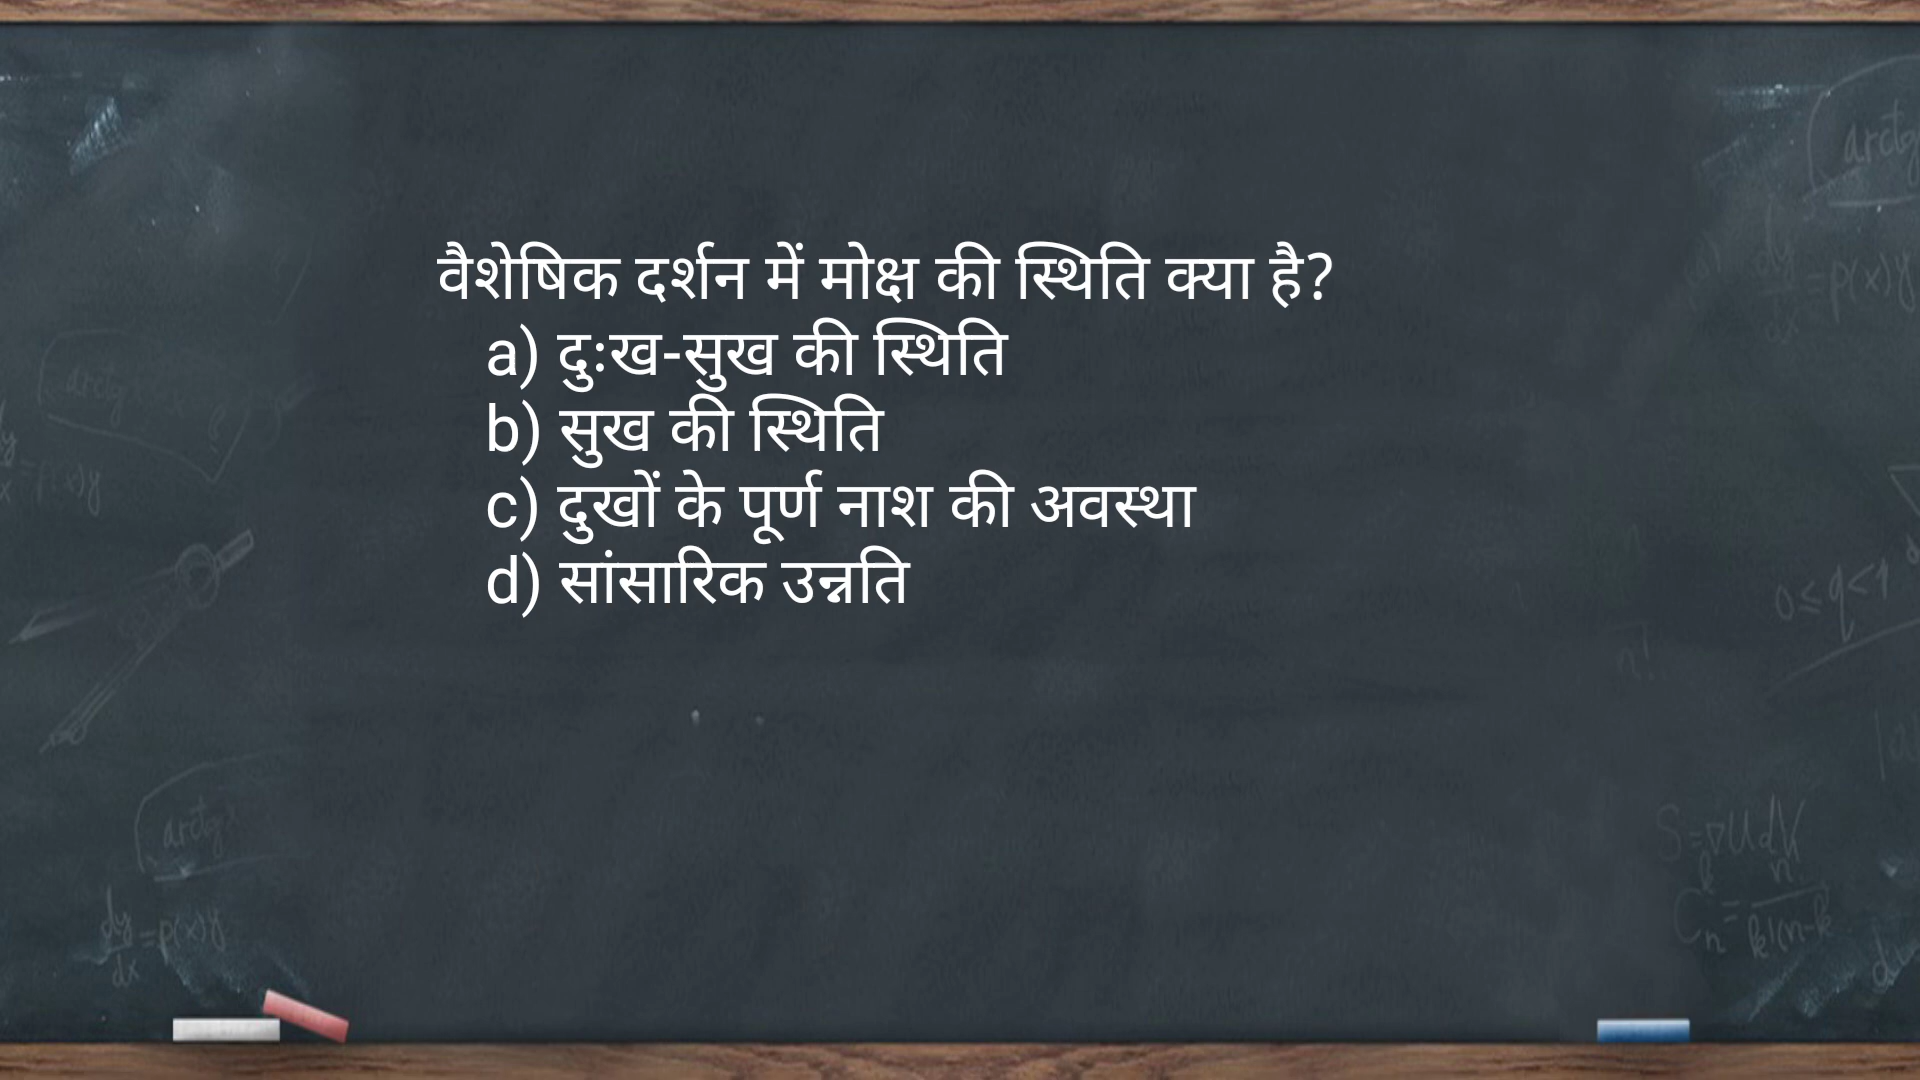 वैशेषिक दर्शन में मोक्ष की स्थिति क्या है?
a) दुःख-सुख की स्थिति
b) सुख की स्थिति
c) दुखों के पूर्ण नाश की अवस्था
d) सांसारिक उन्नति